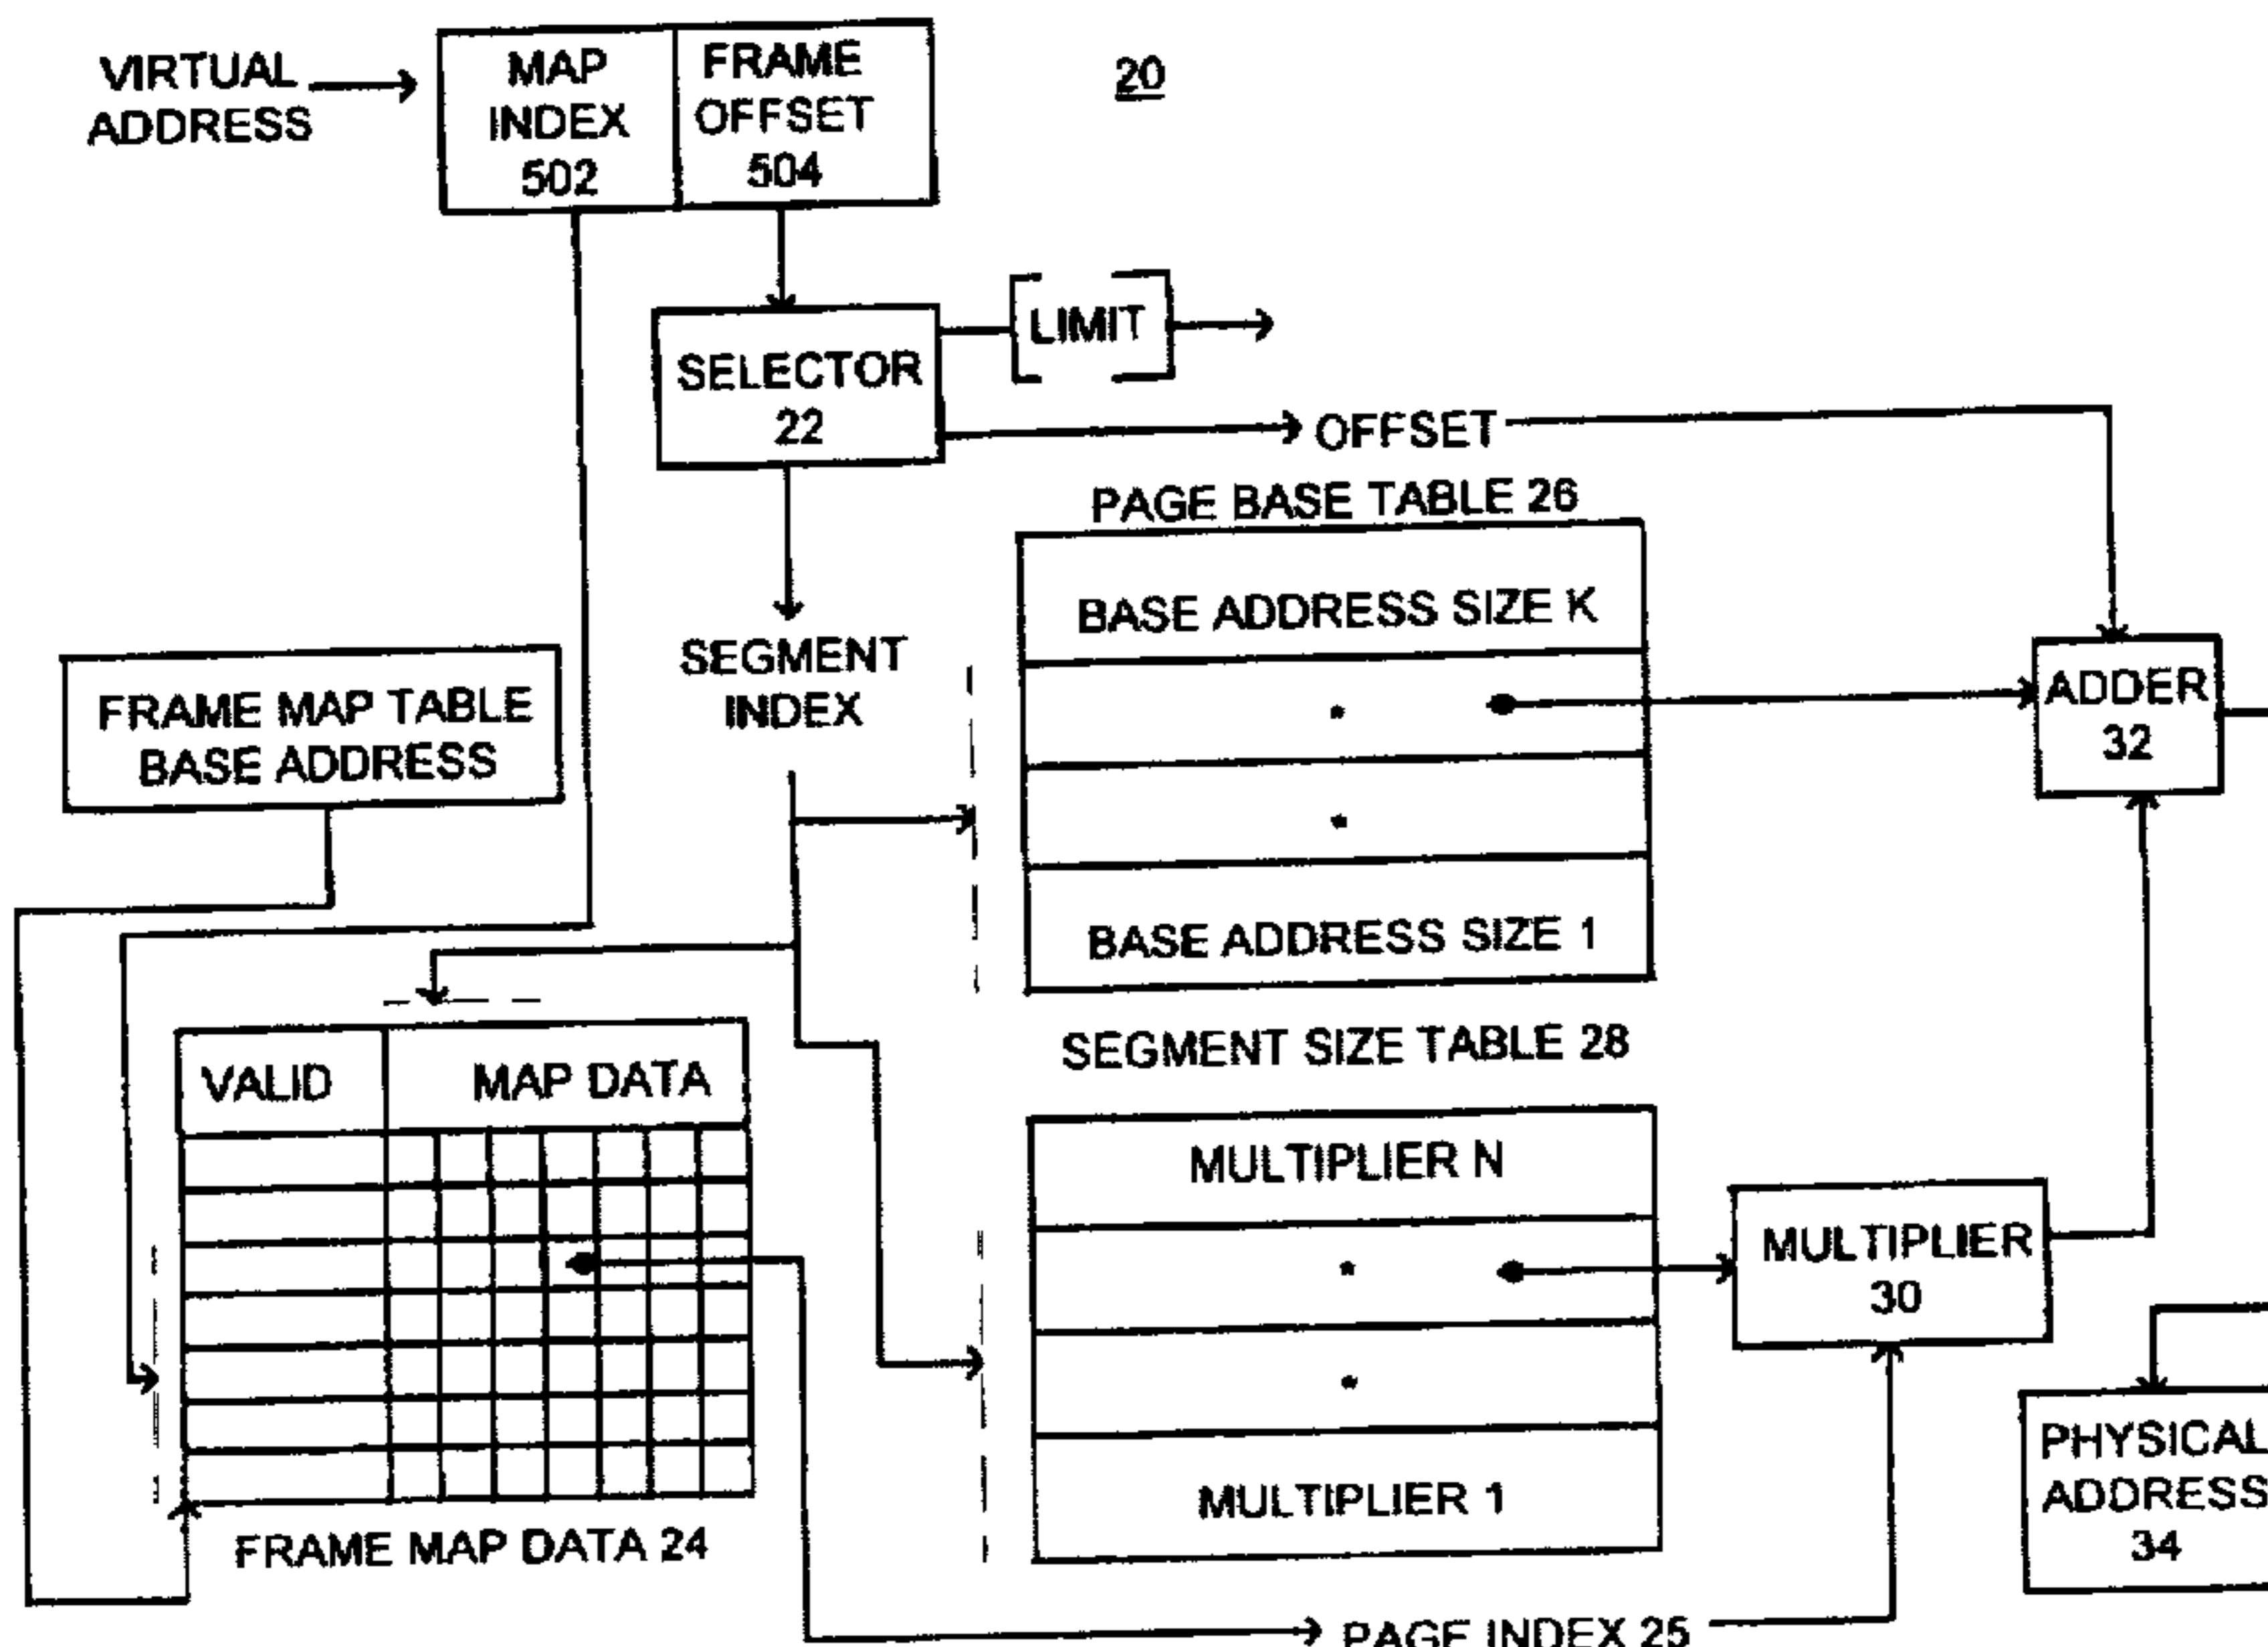 VIRTUAL
ADDRESS
MAP
INDEX
502
FRAME
OFFSET
504
20
SELECTOR
22
LIMIT
OFFSET
PAGE BASE TABLE 26
BASE ADDRESS SIZE K
BASE ADDRESS SIZE 1
SEGMENT
INDEX
FRAME MAP TABLE
BASE ADDRESS
ADDER
32
VALID
MAP DATA
FRAME MAP DATA 24
SEGMENT SIZE TABLE 28
MULTIPLIER N
MULTIPLIER 1
MULTIPLIER
30
PHYSICAL
ADDRESS
34
PAGE INDEX 25